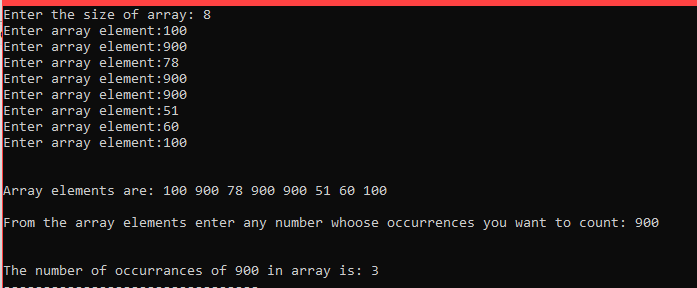 Enter the size of array: 8
Enter array element:100
Enter array element:900
Enter array element:78
Enter array element:900
Enter array element:900
Enter array element:51
Enter array element:60
Enter array element:100
Array elements are: 100 900 78 900 900 51 60 100
From the array elements enter any number whoose occurrences you want to count: 900
The number of occurrances of 900 in array is: 3
--------------------------------